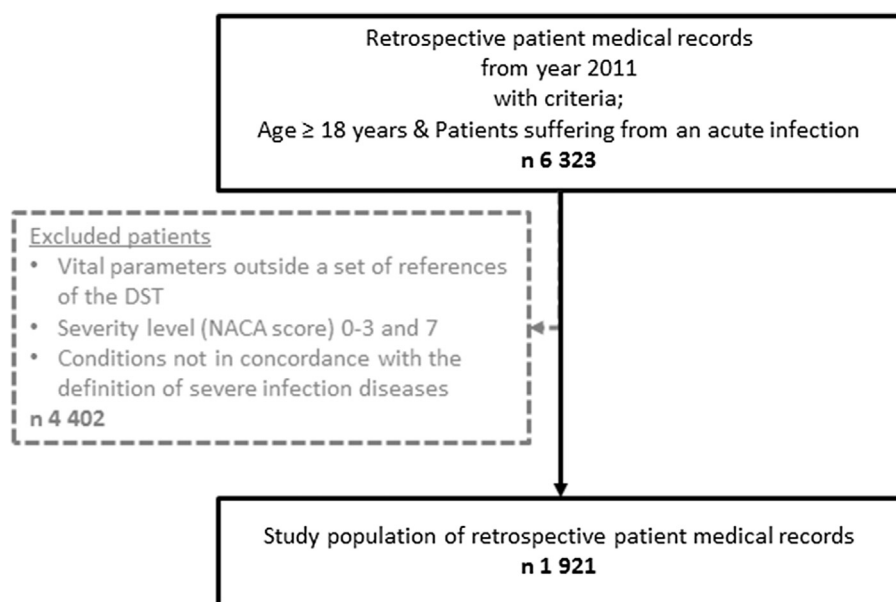 Retrospective patient medical records
from year 2011
with criteria;
Age ≥ 18 years & Patients suffering from an acute infection
n 6 323
Excluded patients
• Vital parameters outside a set of references
of the DST
• Severity level (NACA score) 0-3 and 7
• Conditions not in concordance with the
definition of severe infection diseases
n 4 402
Study population of retrospective patient medical records
n 1 921